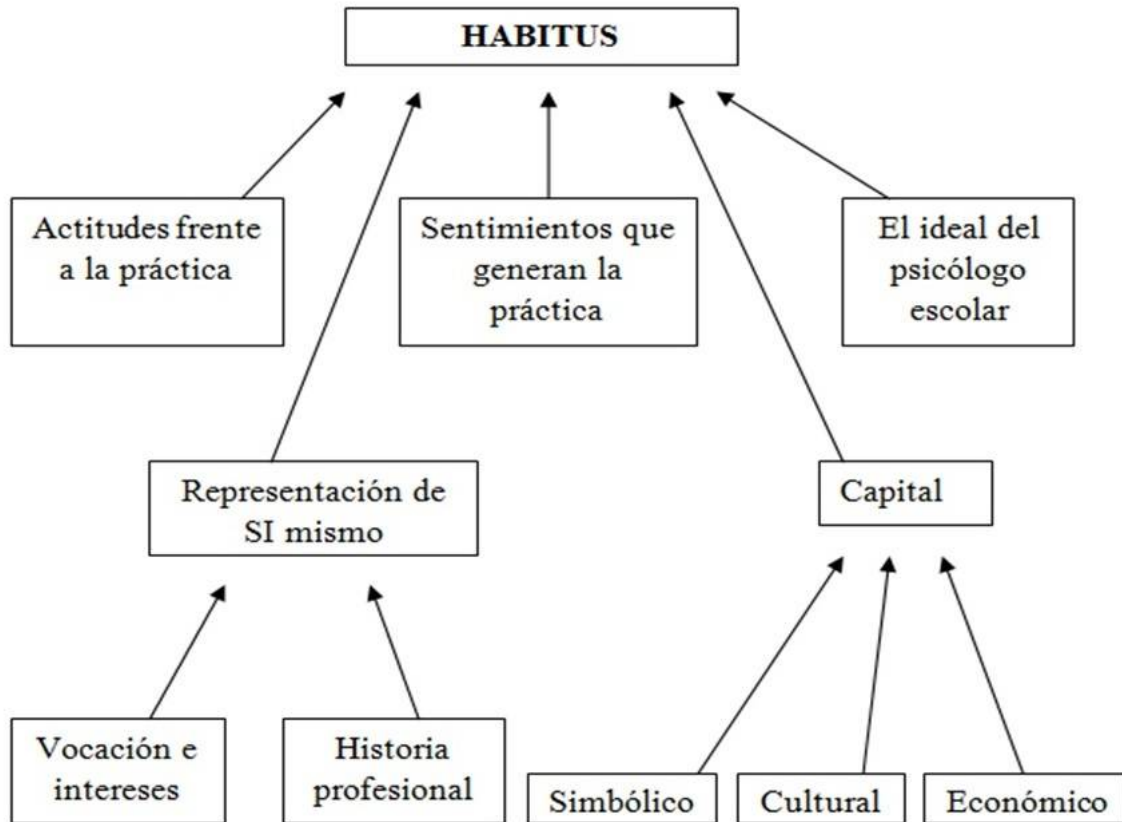 HABITUS
Actitudes frente
a la práctica
Sentimientos que
generan la
práctica
El ideal del
psicólogo
escolar
Representación de
SI mismo
Capital
Vocación e
intereses
Historia
profesional
Simbólico
Cultural
Económico